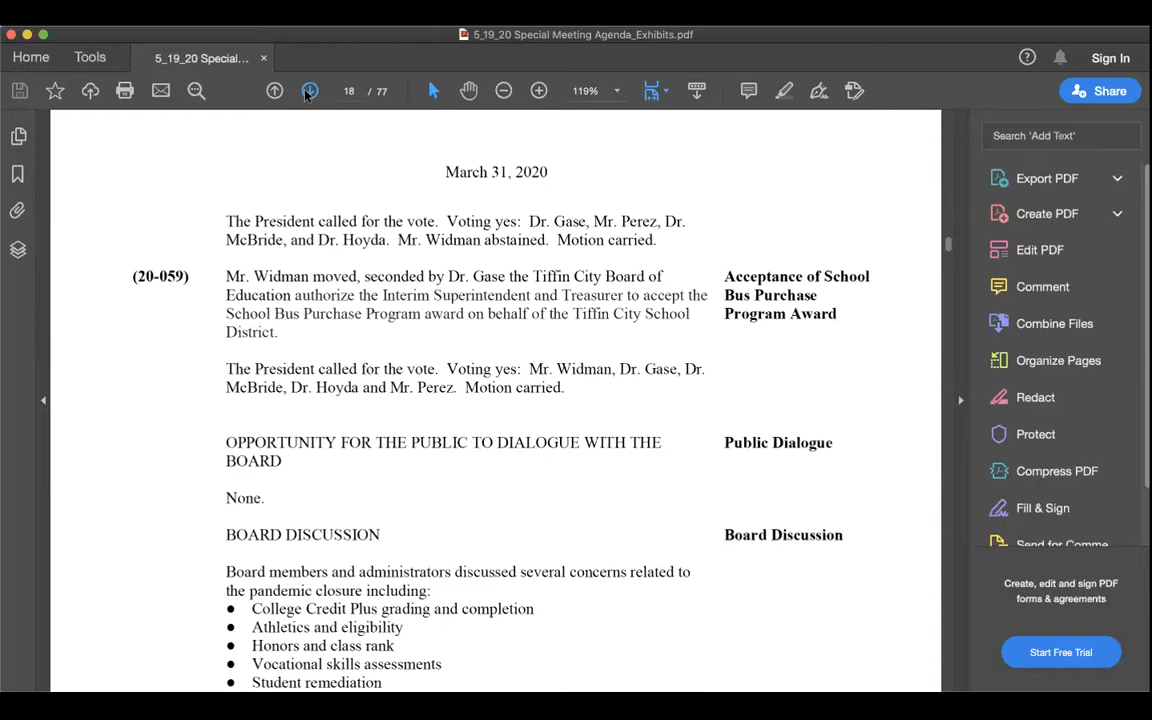 5_19_20 Special Meeting Agenda_Exhibits.pdf
Home
Tools
5_19_20 Special...
×
Sign In
18 / 77
119%
Share
March 31, 2020
The President called for the vote. Voting yes: Dr. Gase, Mr. Perez, Dr.
McBride, and Dr. Hoyda. Mr. Widman abstained. Motion carried.
(20-059) Mr. Widman moved, seconded by Dr. Gase the Tiffin City Board of
Education authorize the Interim Superintendent and Treasurer to accept the
School Bus Purchase Program award on behalf of the Tiffin City School
District.
Acceptance of School
Bus Purchase
Program Award
The President called for the vote. Voting yes: Mr. Widman, Dr. Gase, Dr.
McBride, Dr. Hoyda and Mr. Perez. Motion carried.
OPPORTUNITY FOR THE PUBLIC TO DIALOGUE WITH THE
BOARD
Public Dialogue
None.
BOARD DISCUSSION
Board Discussion
Board members and administrators discussed several concerns related to
the pandemic closure including:
● College Credit Plus grading and completion
● Athletics and eligibility
● Honors and class rank
● Vocational skills assessments
● Student remediation
Search 'Add Text'
Export PDF
Create PDF
Edit PDF
Comment
Combine Files
Organize Pages
Redact
Protect
Compress PDF
Fill & Sign
Send for Comme
Create, edit and sign PDF
forms & agreements
Start Free Trial